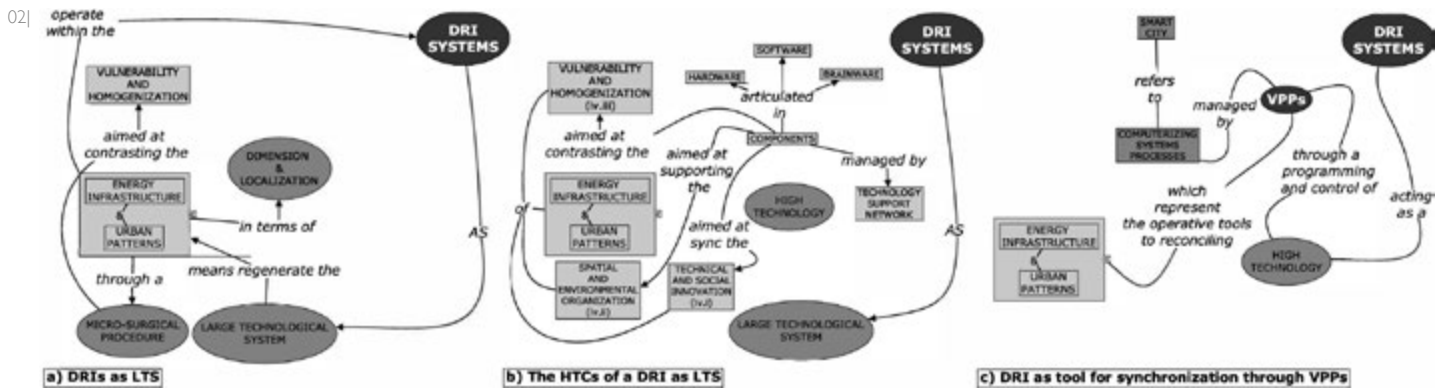 02|
operate
within the
DRI
SYSTEMS
VULNERABILITY
AND
HOMOGENIZATION
aimed at
contrasting the
DIMENSION
&
LOCALIZATION
ENERGY
INFRASTRUCTURE
&
URBAN
PATTERNS
in terms of
AS
through a
means regenerate the
MICRO-SURGICAL
PROCEDURE
LARGE TECHNOLOGICAL
SYSTEM
a) DRIs as LTS
DRI
SYSTEMS
SOFTWARE
HARDWARE
BRAINWARE
articulated
in
VULNERABILITY
AND
HOMOGENIZATION
(iv.iii)
COMPONENTS
aimed at
contrasting the
aimed at
supporting
the
managed by
TECHNOLOGY
SUPPORT
NETWORK
ENERGY
INFRASTRUCTURE
&
URBAN
PATTERNS
HIGH
TECHNOLOGY
of
aimed at
sync the
AS
SPATIAL
AND
ENVIRONMENTAL
ORGANIZATION
(iv.ii)
TECHNICAL
AND SOCIAL
INNOVATION
(iv.i)
LARGE TECHNOLOGICAL
SYSTEM
b) The HTCs of a DRI as LTS
SMART
CITY
DRI
SYSTEMS
refers
to
managed
by
VPPs
COMPUTERIZING
SYSTEMS
PROCESSES
through a
programming
and control of
which
represent
the operative tools
to reconciling
acting
as a
ENERGY
INFRASTRUCTURE
&
URBAN
PATTERNS
HIGH
TECHNOLOGY
c) DRI as tool for synchronization through VPPs